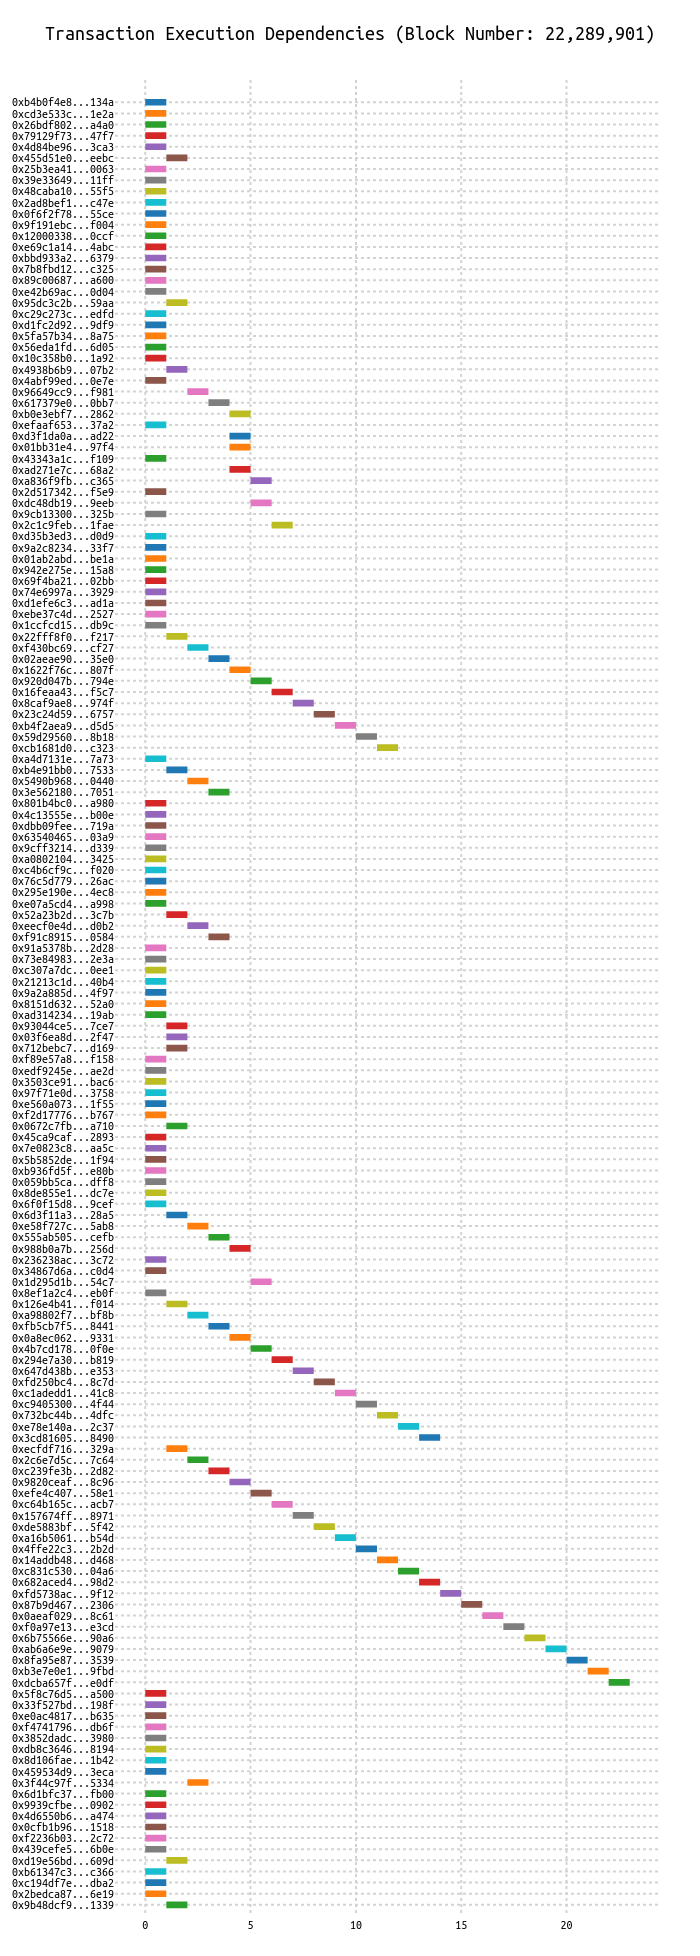 Transaction Execution Dependencies (Block Number: 22,289,901)
0xb4b0f4e8...134a
0xcd3e533c...1e2a
0x26bdf802...a4a0
0x79129f73...47f7
0x4d84be96...3ca3
0x455d51e0...eebc
0x25b3ea41...0063
0x39e33649...11ff
0x48caba10...55f5
0x2ad8bef1...c47e
0x0f6f2f78...55ce
0x9f191ebc...f004
0x12000338...0ccf
0xe69c1a14...4abc
0xbbd933a2...6379
0x7b8fbd12...c325
0x89c00687...a600
0xe42b69ac...0d04
0x95dc3c2b...59aa
0xc29c273c...edfd
0xd1fc2d92...9df9
0x5fa57b34...8a75
0x56eda1fd...6d05
0x10c358b0...1a92
0x4938b6b9...07b2
0x4abf99ed...0e7e
0x96649cc9...f981
0x617379e0...0bb7
0xb0e3ebf7...2862
0xefaaf653...37a2
0xd3f1da0a...ad22
0x01bb31e4...97f4
0x43343a1c...f109
0xad271e7c...68a2
0xa836f9fb...c365
0x2d517342...f5e9
0xdc48db19...9eeb
0x9cb13300...325b
0x2c1c9feb...1fae
0xd35b3ed3...d0d9
0x9a2c8234...33f7
0x01ab2abd...be1a
0x942e275e...15a8
0x69f4ba21...02bb
0x74e6997a...3929
0xd1efe6c3...ad1a
0xebe37c4d...2527
0x1ccfcd15...db9c
0x22fff8f0...f217
0xf430bc69...cf27
0x02aeae90...35e0
0x1622f76c...807f
0x920d047b...794e
0x16feaa43...f5c7
0x8caf9ae8...974f
0x23c24d59...6757
0xb4f2aea9...d5d5
0x59d29560...8b18
0xcb1681d0...c323
0xa4d7131e...7a73
0xb4e91bb0...7533
0x5490b968...0440
0x3e562180...7051
0x801b4bc0...a980
0x4c13555e...b00e
0xdbb09fee...719a
0x63540465...03a9
0x9cff3214...d339
0xa0802104...3425
0xc4b6cf9c...f020
0x76c5d779...26ac
0x295e190e...4ec8
0xe07a5cd4...a998
0x52a23b2d...3c7b
0xeecf0e4d...d0b2
0xf91c8915...0584
0x91a5378b...2d28
0x73e84983...2e3a
0xc307a7dc...0ee1
0x21213c1d...40b4
0x9a2a885d...4f97
0x8151d632...52a0
0xad314234...19ab
0x93044ce5...7ce7
0x03f6ea8d...2f47
0x712bebc7...d169
0xf89e57a8...f158
0xedf9245e...ae2d
0x3503ce91...bac6
0x97f71e0d...3758
0xe560a073...1f55
0xf2d17776...b767
0x0672c7fb...a710
0x45ca9caf...2893
0x7e0823c8...aa5c
0x5b5852de...1f94
0xb936fd5f...e80b
0x059bb5ca...dff8
0x8de855e1...dc7e
0x6f0f15d8...9cef
0x6d3f11a3...28a5
0xe58f727c...5ab8
0x555ab505...cefb
0x988b0a7b...256d
0x236238ac...3c72
0x34867d6a...c0d4
0x1d295d1b...54c7
0x8ef1a2c4...eb0f
0x126e4b41...f014
0xa98802f7...bf8b
0xfb5cb7f5...8441
0x0a8ec062...9331
0x4b7cd178...0f0e
0x294e7a30...b819
0x647d438b...e353
0xfd250bc4...8c7d
0xc1adedd1...41c8
0xc9405300...4f44
0x732bc44b...4dfc
0xe78e140a...2c37
0x3cd81605...8490
0xecfdf716...329a
0x2c6e7d5c...7c64
0xc239fe3b...2d82
0x9820ceaf...8c96
0xefe4c407...58e1
0xc64b165c...acb7
0x157674ff...8971
0xde5883bf...5f42
0xa16b5061...b54d
0x4ffe22c3...2b2d
0x14addb48...d468
0xc831c530...04a6
0x682aced4...98d2
0xfd5738ac...9f12
0x87b9d467...2306
0x0aeaf029...8c61
0xf0a97e13...e3cd
0x6b75566e...90a6
0xab6a6e9e...9079
0x8fa95e87...3539
0xb3e7e0e1...9fbd
0xdcba657f...e0df
0x5f8c76d5...a500
0x33f527bd...198f
0xe0ac4817...b635
0xf4741796...db6f
0x3852dadc...3980
0xdb8c3646...8194
0x8d106fae...1b42
0x459534d9...3eca
0x3f44c97f...5334
0x6d1bfc37...fb00
0x9939cfbe...0902
0x4d6550b6...a474
0x0cfb1b96...1518
0xf2236b03...2c72
0x439cefe5...6b0e
0xd19e56bd...609d
0xb61347c3...c366
0xc194df7e...dba2
0x2bedca87...6e19
0x9b48dcf9...1339
0 5 10 15 20